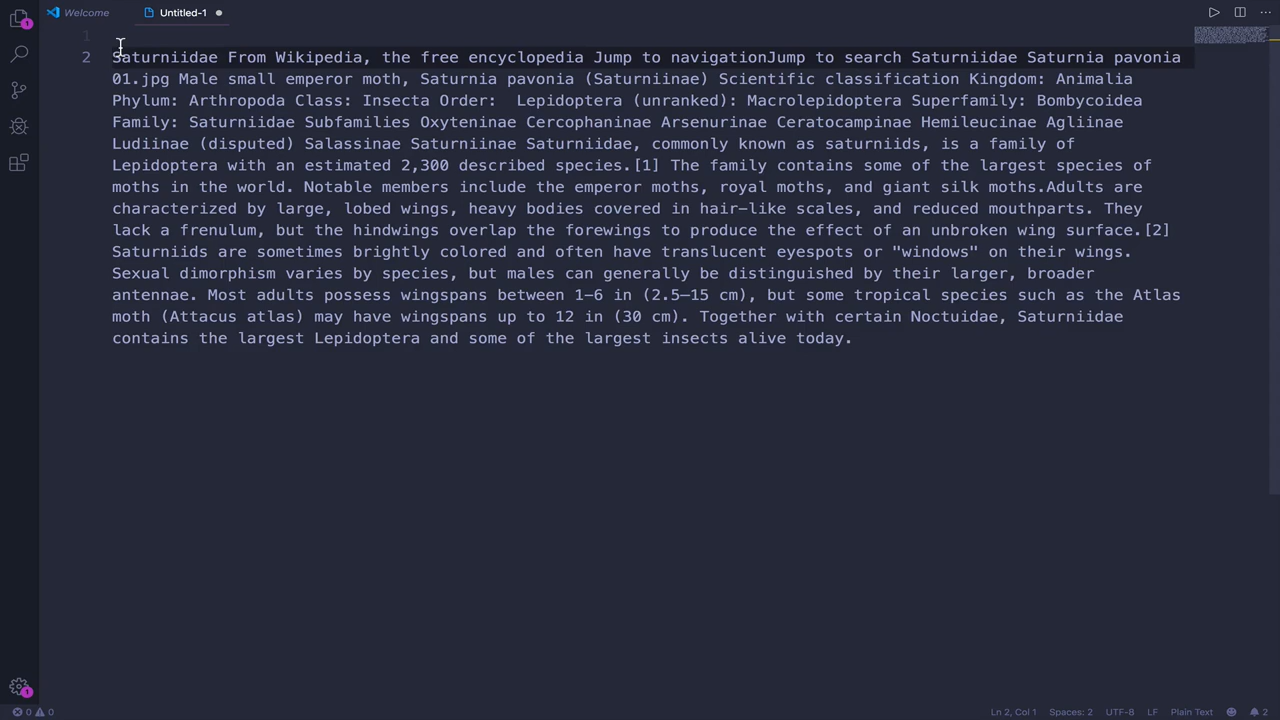 Welcome
Untitled-1
1
2
Saturniidae From Wikipedia, the free encyclopedia Jump to navigationJump to search Saturniidae Saturnia pavonia
01.jpg Male small emperor moth, Saturnia pavonia (Saturniinae) Scientific classification Kingdom: Animalia
Phylum: Arthropoda Class: Insecta Order:  Lepidoptera (unranked): Macrolepidoptera Superfamily: Bombycoidea
Family: Saturniidae Subfamilies Oxyteninae Cercophaninae Arsenurinae Ceratocampinae Hemileucinae Agliinae
Ludiinae (disputed) Salassinae Saturniinae Saturniidae, commonly known as saturniids, is a family of
Lepidoptera with an estimated 2,300 described species.[1] The family contains some of the largest species of
moths in the world. Notable members include the emperor moths, royal moths, and giant silk moths.Adults are
characterized by large, lobed wings, heavy bodies covered in hair-like scales, and reduced mouthparts. They
lack a frenulum, but the hindwings overlap the forewings to produce the effect of an unbroken wing surface.[2]
Saturniids are sometimes brightly colored and often have translucent eyespots or "windows" on their wings.
Sexual dimorphism varies by species, but males can generally be distinguished by their larger, broader
antennae. Most adults possess wingspans between 1–6 in (2.5–15 cm), but some tropical species such as the Atlas
moth (Attacus atlas) may have wingspans up to 12 in (30 cm). Together with certain Noctuidae, Saturniidae
contains the largest Lepidoptera and some of the largest insects alive today.
1
1
0 0
Ln 2, Col 1 Spaces: 2 UTF-8 LF Plain Text 2